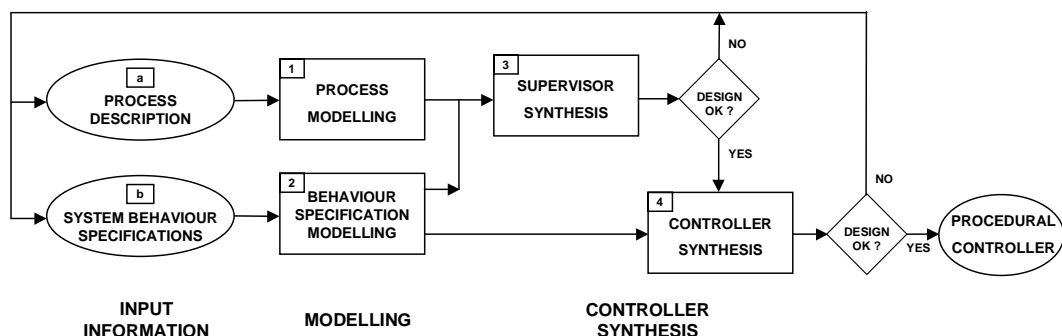 NO
a
PROCESS
DESCRIPTION
1
PROCESS
MODELLING
3
SUPERVISOR
SYNTHESIS
DESIGN
OK ?
YES
b
SYSTEM BEHAVIOUR
SPECIFICATIONS
2
BEHAVIOUR
SPECIFICATION
MODELLING
4
CONTROLLER
SYNTHESIS
NO
DESIGN
OK ?
YES
PROCEDURAL
CONTROLLER
INPUT
INFORMATION
MODELLING
CONTROLLER
SYNTHESIS